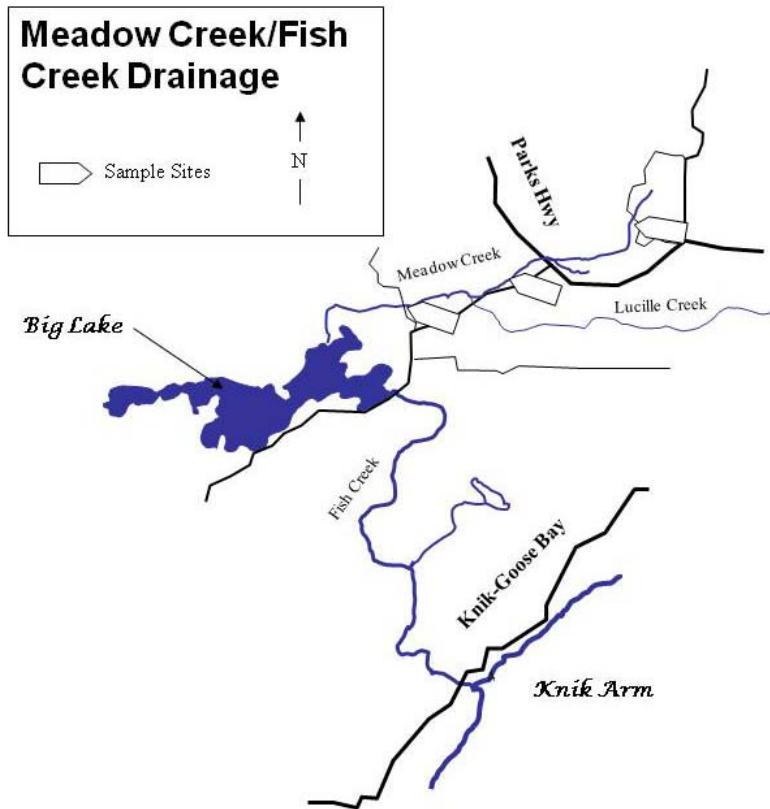 Meadow Creek/Fish
Creek Drainage
N
Sample Sites
Parks Hwy
Meadow Creek
Lucille Creek
Big Lake
Fish Creek
Knik-Goose Bay
Knik Arm